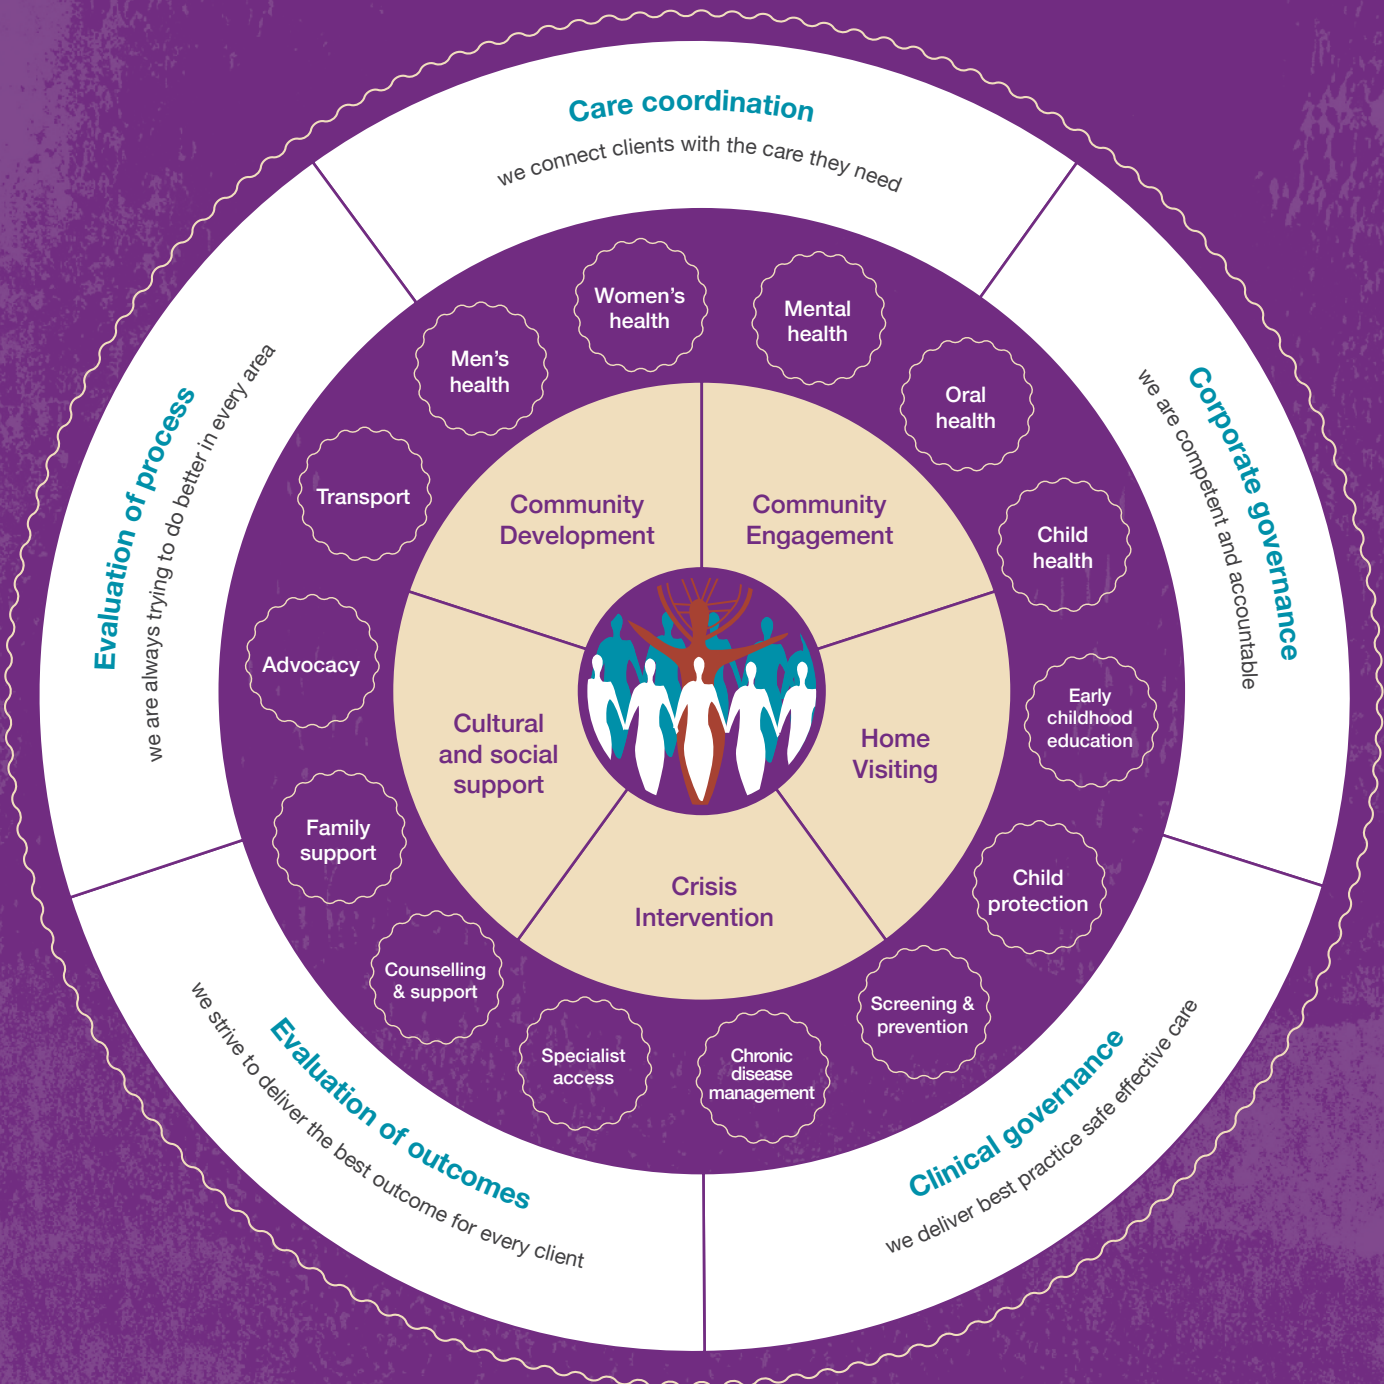 Care coordination
we connect clients with the care they need
Corporate governance
we are competent and accountable
Clinical governance
we deliver best practice safe effective care
Evaluation of outcomes
we strive to deliver the best outcome for every client
Evaluation of process
we are always trying to do better in every area
Women's
health
Mental
health
Oral
health
Child
health
Early
childhood
education
Child
protection
Screening &
prevention
Chronic
disease
management
Specialist
access
Counselling
& support
Family
support
Advocacy
Transport
Men's
health
Community
Development
Community
Engagement
Home
Visiting
Crisis
Intervention
Cultural
and social
support